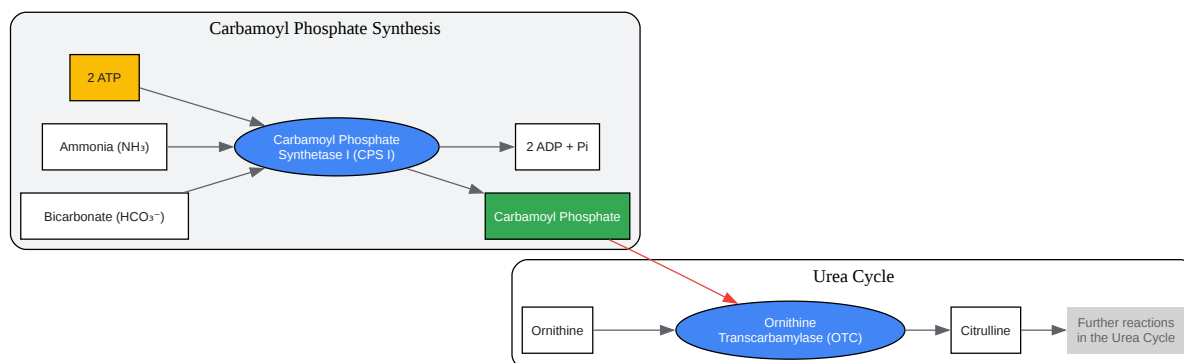 Carbamoyl Phosphate Synthesis
2 ATP
Ammonia (NH₃)
Bicarbonate (HCO₃⁻)
Carbamoyl Phosphate
Synthetase I (CPS I)
2 ADP + Pi
Carbamoyl Phosphate
Urea Cycle
Ornithine
Ornithine
Transcarbamylase (OTC)
Citrulline
Further reactions
in the Urea Cycle